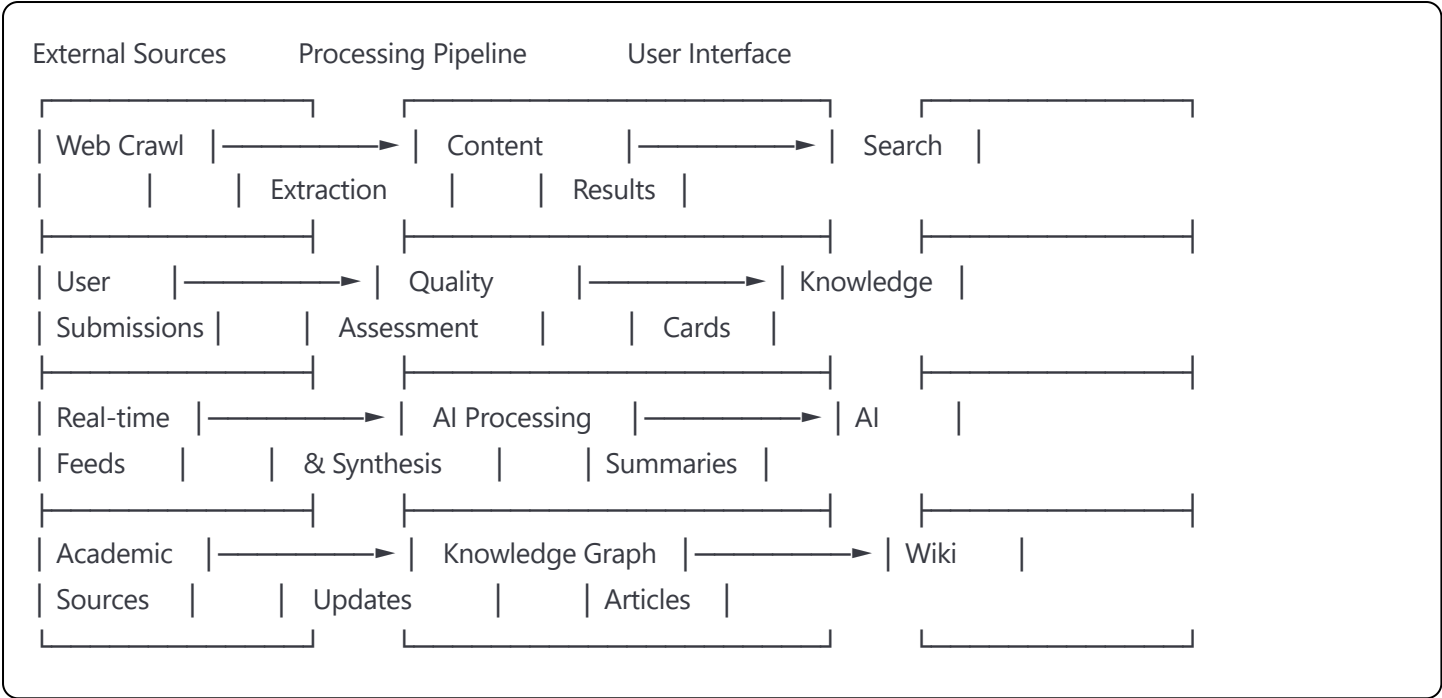 External Sources Processing Pipeline User Interface
Web Crawl Content Search
Extraction Results
User Quality Knowledge
Submissions Assessment Cards
Real-time AI Processing AI
Feeds & Synthesis Summaries
Academic Knowledge Graph Wiki
Sources Updates Articles